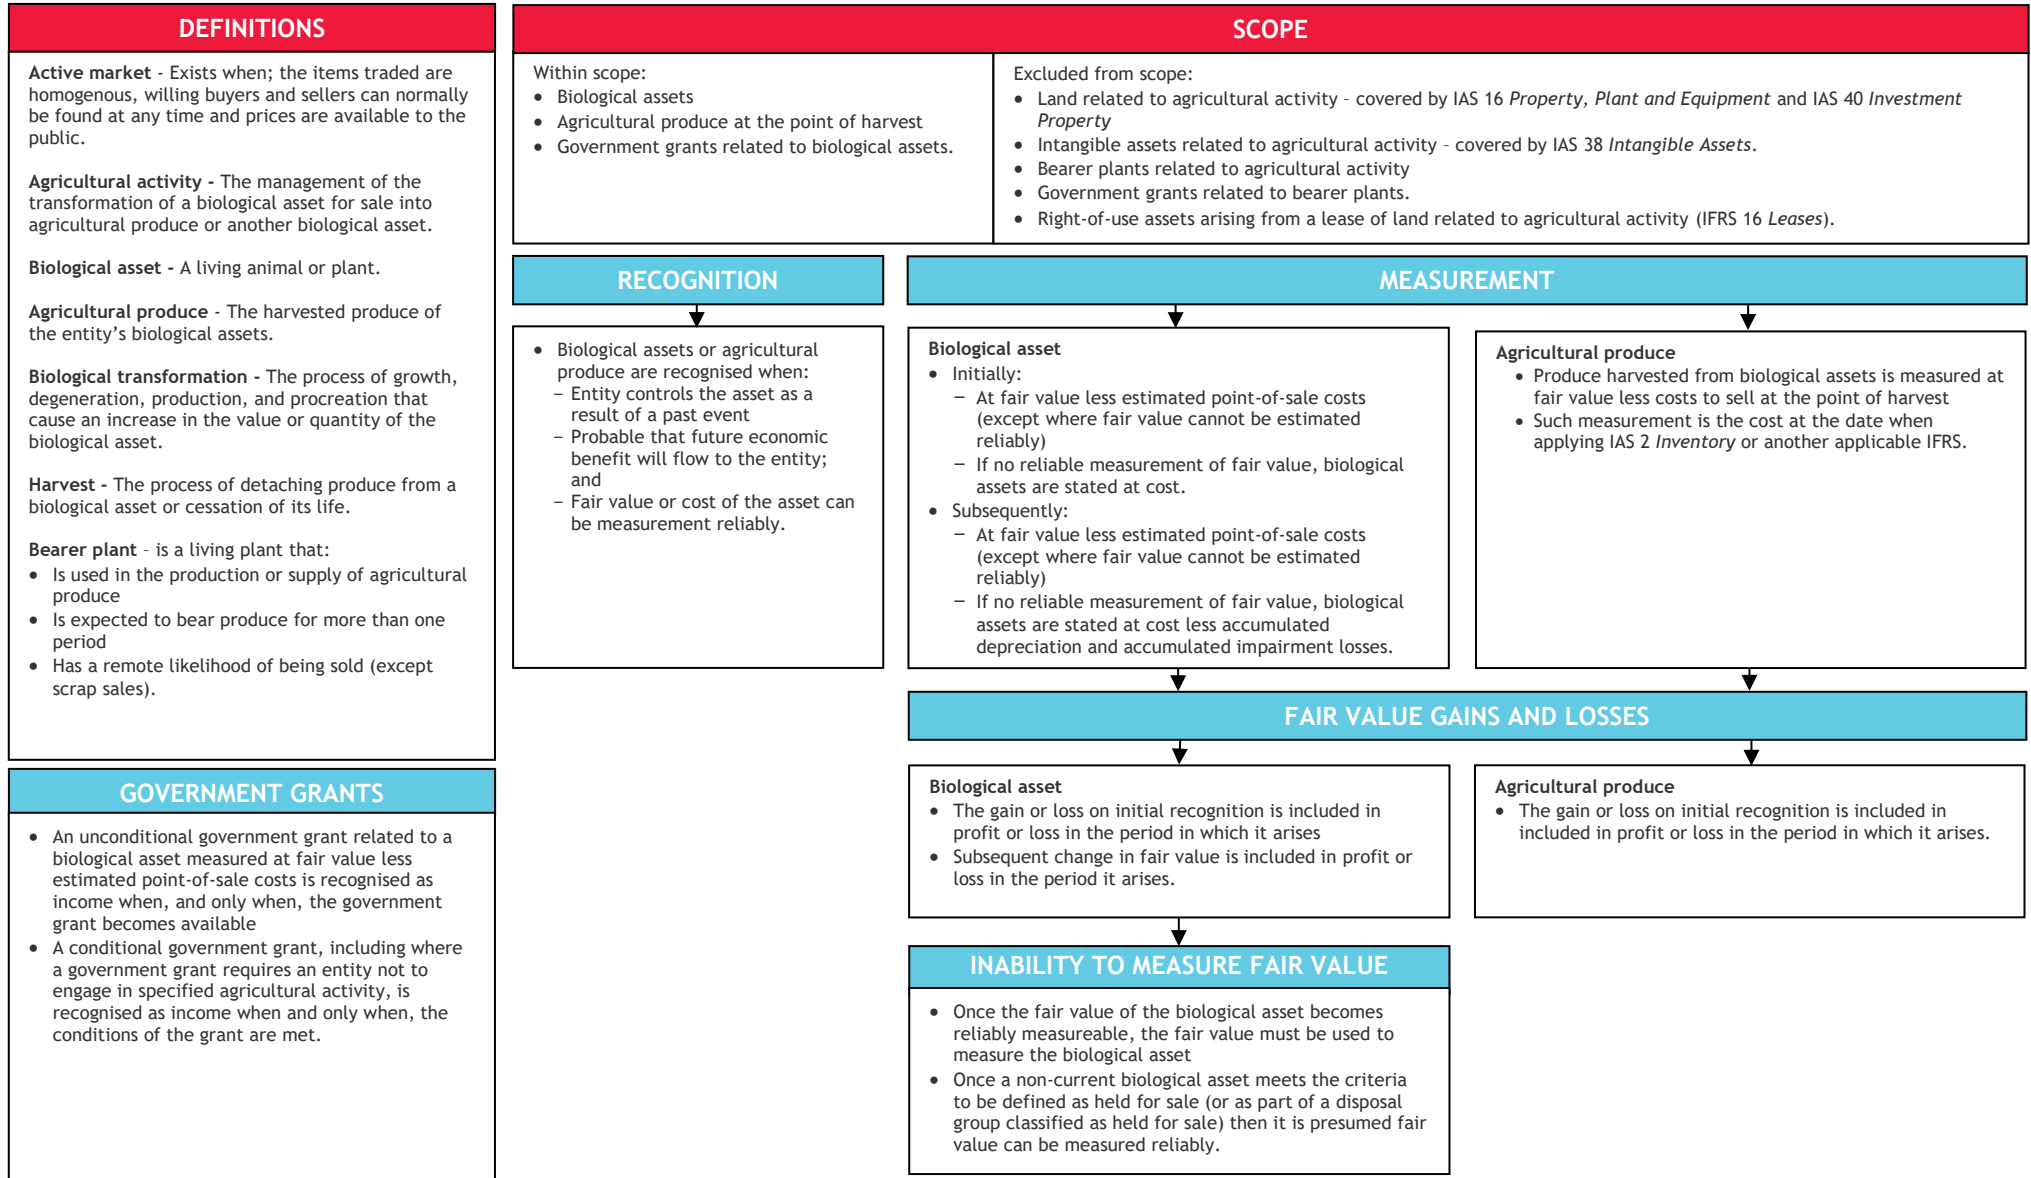 DEFINITIONS
Active market - Exists when; the items traded are
homogenous, willing buyers and sellers can normally
be found at any time and prices are available to the
public.
Agricultural activity - The management of the
transformation of a biological asset for sale into
agricultural produce or another biological asset.
Biological asset - A living animal or plant.
Agricultural produce - The harvested produce of
the entity’s biological assets.
Biological transformation - The process of growth,
degeneration, production, and procreation that
cause an increase in the value or quantity of the
biological asset.
Harvest - The process of detaching produce from a
biological asset or cessation of its life.
Bearer plant – is a living plant that:
• Is used in the production or supply of agricultural
produce
• Is expected to bear produce for more than one
period
• Has a remote likelihood of being sold (except
scrap sales).
GOVERNMENT GRANTS
• An unconditional government grant related to a
biological asset measured at fair value less
estimated point-of-sale costs is recognised as
income when, and only when, the government
grant becomes available
• A conditional government grant, including where
a government grant requires an entity not to
engage in specified agricultural activity, is
recognised as income when and only when, the
conditions of the grant are met.
SCOPE
Within scope:
• Biological assets
• Agricultural produce at the point of harvest
• Government grants related to biological assets.
Excluded from scope:
• Land related to agricultural activity – covered by IAS 16 Property, Plant and Equipment and IAS 40 Investment
Property
• Intangible assets related to agricultural activity – covered by IAS 38 Intangible Assets.
• Bearer plants related to agricultural activity
• Government grants related to bearer plants.
• Right-of-use assets arising from a lease of land related to agricultural activity (IFRS 16 Leases).
RECOGNITION
• Biological assets or agricultural
produce are recognised when:
− Entity controls the asset as a
result of a past event
− Probable that future economic
benefit will flow to the entity;
and
− Fair value or cost of the asset can
be measurement reliably.
MEASUREMENT
Biological asset
• Initially:
− At fair value less estimated point-of-sale costs
(except where fair value cannot be estimated
reliably)
− If no reliable measurement of fair value, biological
assets are stated at cost.
• Subsequently:
− At fair value less estimated point-of-sale costs
(except where fair value cannot be estimated
reliably)
− If no reliable measurement of fair value, biological
assets are stated at cost less accumulated
depreciation and accumulated impairment losses.
Agricultural produce
• Produce harvested from biological assets is measured at
fair value less costs to sell at the point of harvest
• Such measurement is the cost at the date when
applying IAS 2 Inventory or another applicable IFRS.
FAIR VALUE GAINS AND LOSSES
Biological asset
• The gain or loss on initial recognition is included in
profit or loss in the period in which it arises
• Subsequent change in fair value is included in profit or
loss in the period it arises.
Agricultural produce
• The gain or loss on initial recognition is included in
included in profit or loss in the period in which it arises.
INABILITY TO MEASURE FAIR VALUE
• Once the fair value of the biological asset becomes
reliably measureable, the fair value must be used to
measure the biological asset
• Once a non-current biological asset meets the criteria
to be defined as held for sale (or as part of a disposal
group classified as held for sale) then it is presumed fair
value can be measured reliably.